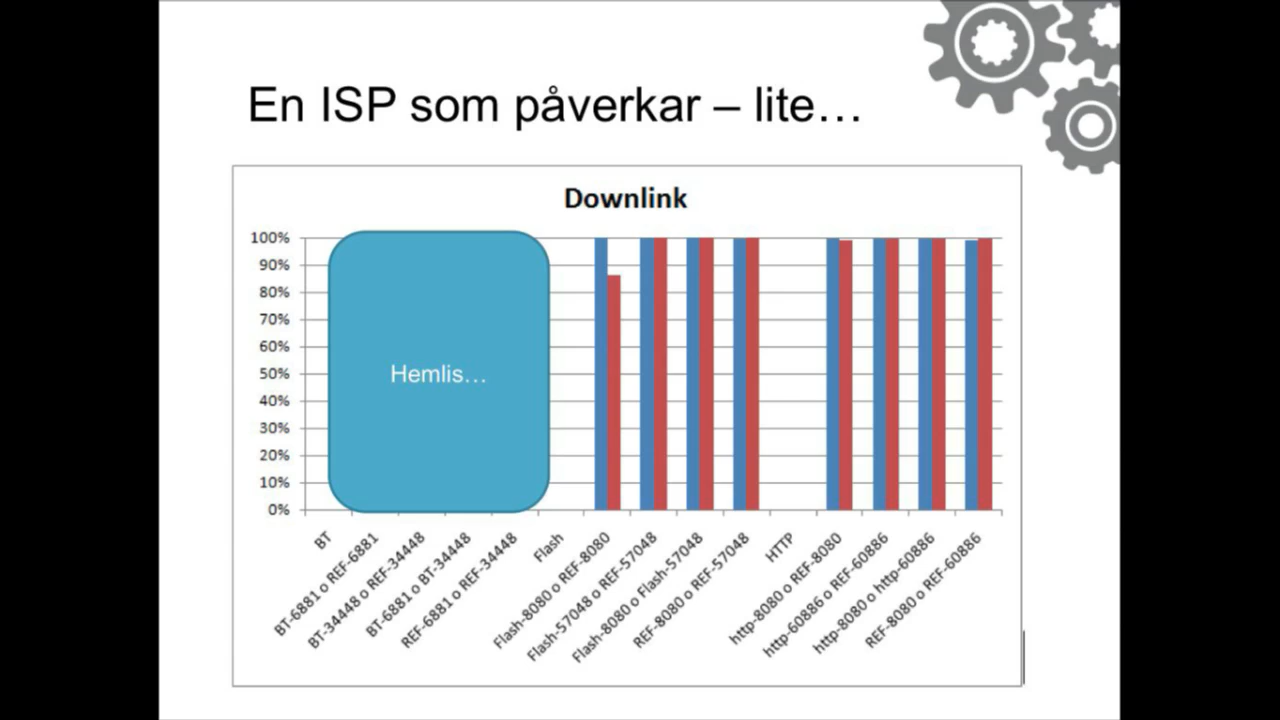 En ISP som påverkar – lite…
Downlink
100%
90%
80%
70%
60%
50%
40%
30%
20%
10%
0%
Hemlis…
BT
BT-6881 o REF-6881
BT-34448 o REF-34448
BT-6881 o BT-34448
REF-6881 o REF-34448
Flash
Flash-8080 o REF-8080
Flash-57048 o REF-57048
Flash-8080 o Flash-57048
REF-8080 o REF-57048
HTTP
http-8080 o REF-8080
http-60886 o REF-60886
http-8080 o http-60886
REF-8080 o REF-60886